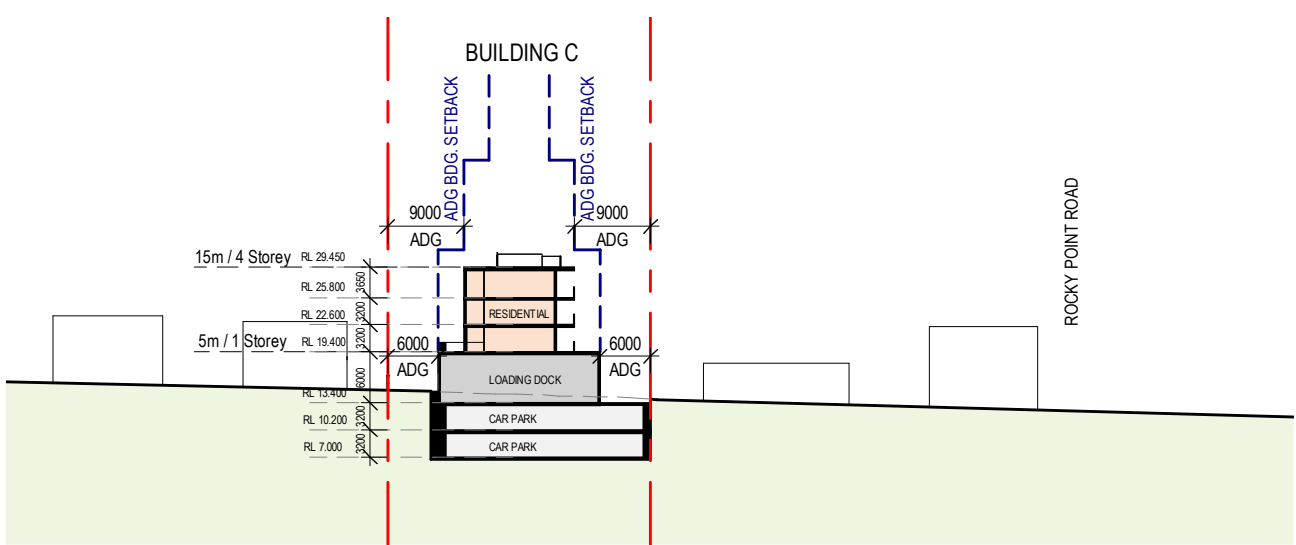 BUILDING C
ADG BDG. SETBACK
ADG BDG. SETBACK
9000
ADG
9000
ADG
ROCKY POINT ROAD
15m / 4 Storey
RL 29.450
3650
RL 25.800
3200
RESIDENTIAL
RL 22.600
3200
5m / 1 Storey
RL 19.400
6000
ADG
6000
ADG
6000
LOADING DOCK
RL 13.400
3200
CAR PARK
RL 10.200
3200
CAR PARK
RL 7.000